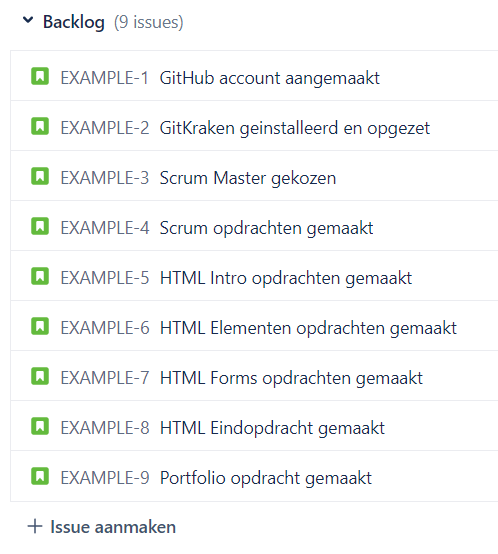 Backlog (9 issues)
EXAMPLE-1 GitHub account aangemaakt
EXAMPLE-2 GitKraken geinstalleerd en opgezet
EXAMPLE-3 Scrum Master gekozen
EXAMPLE-4 Scrum opdrachten gemaakt
EXAMPLE-5 HTML Intro opdrachten gemaakt
EXAMPLE-6 HTML Elementen opdrachten gemaakt
EXAMPLE-7 HTML Forms opdrachten gemaakt
EXAMPLE-8 HTML Eindopdracht gemaakt
EXAMPLE-9 Portfolio opdracht gemaakt
+ Issue aanmaken